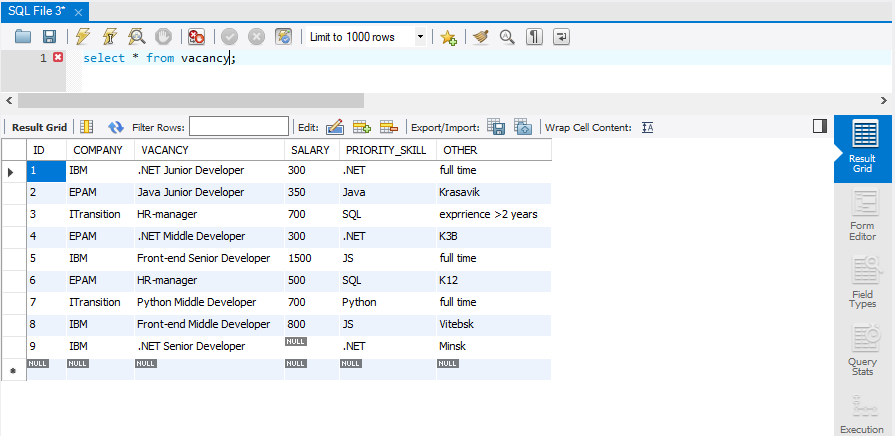 SQL File 3*
Limit to 1000 rows
1 select * from vacancy;
Result Grid Filter Rows: Edit: Export/Import: Wrap Cell Content: IA
ID COMPANY VACANCY SALARY PRIORITY_SKILL OTHER
1 IBM .NET Junior Developer 300 .NET full time
2 EPAM Java Junior Developer 350 Java Krasavik
3 ITransition HR-manager 700 SQL exprrience >2 years
4 EPAM .NET Middle Developer 300 .NET K3B
5 IBM Front-end Senior Developer 1500 JS full time
6 EPAM HR-manager 500 SQL K12
7 ITransition Python Middle Developer 700 Python full time
8 IBM Front-end Middle Developer 800 JS Vitebsk
9 IBM .NET Senior Developer NULL .NET Minsk
* NULL NULL NULL NULL NULL NULL
Result
Grid
Form
Editor
Field
Types
Query
Stats
Execution